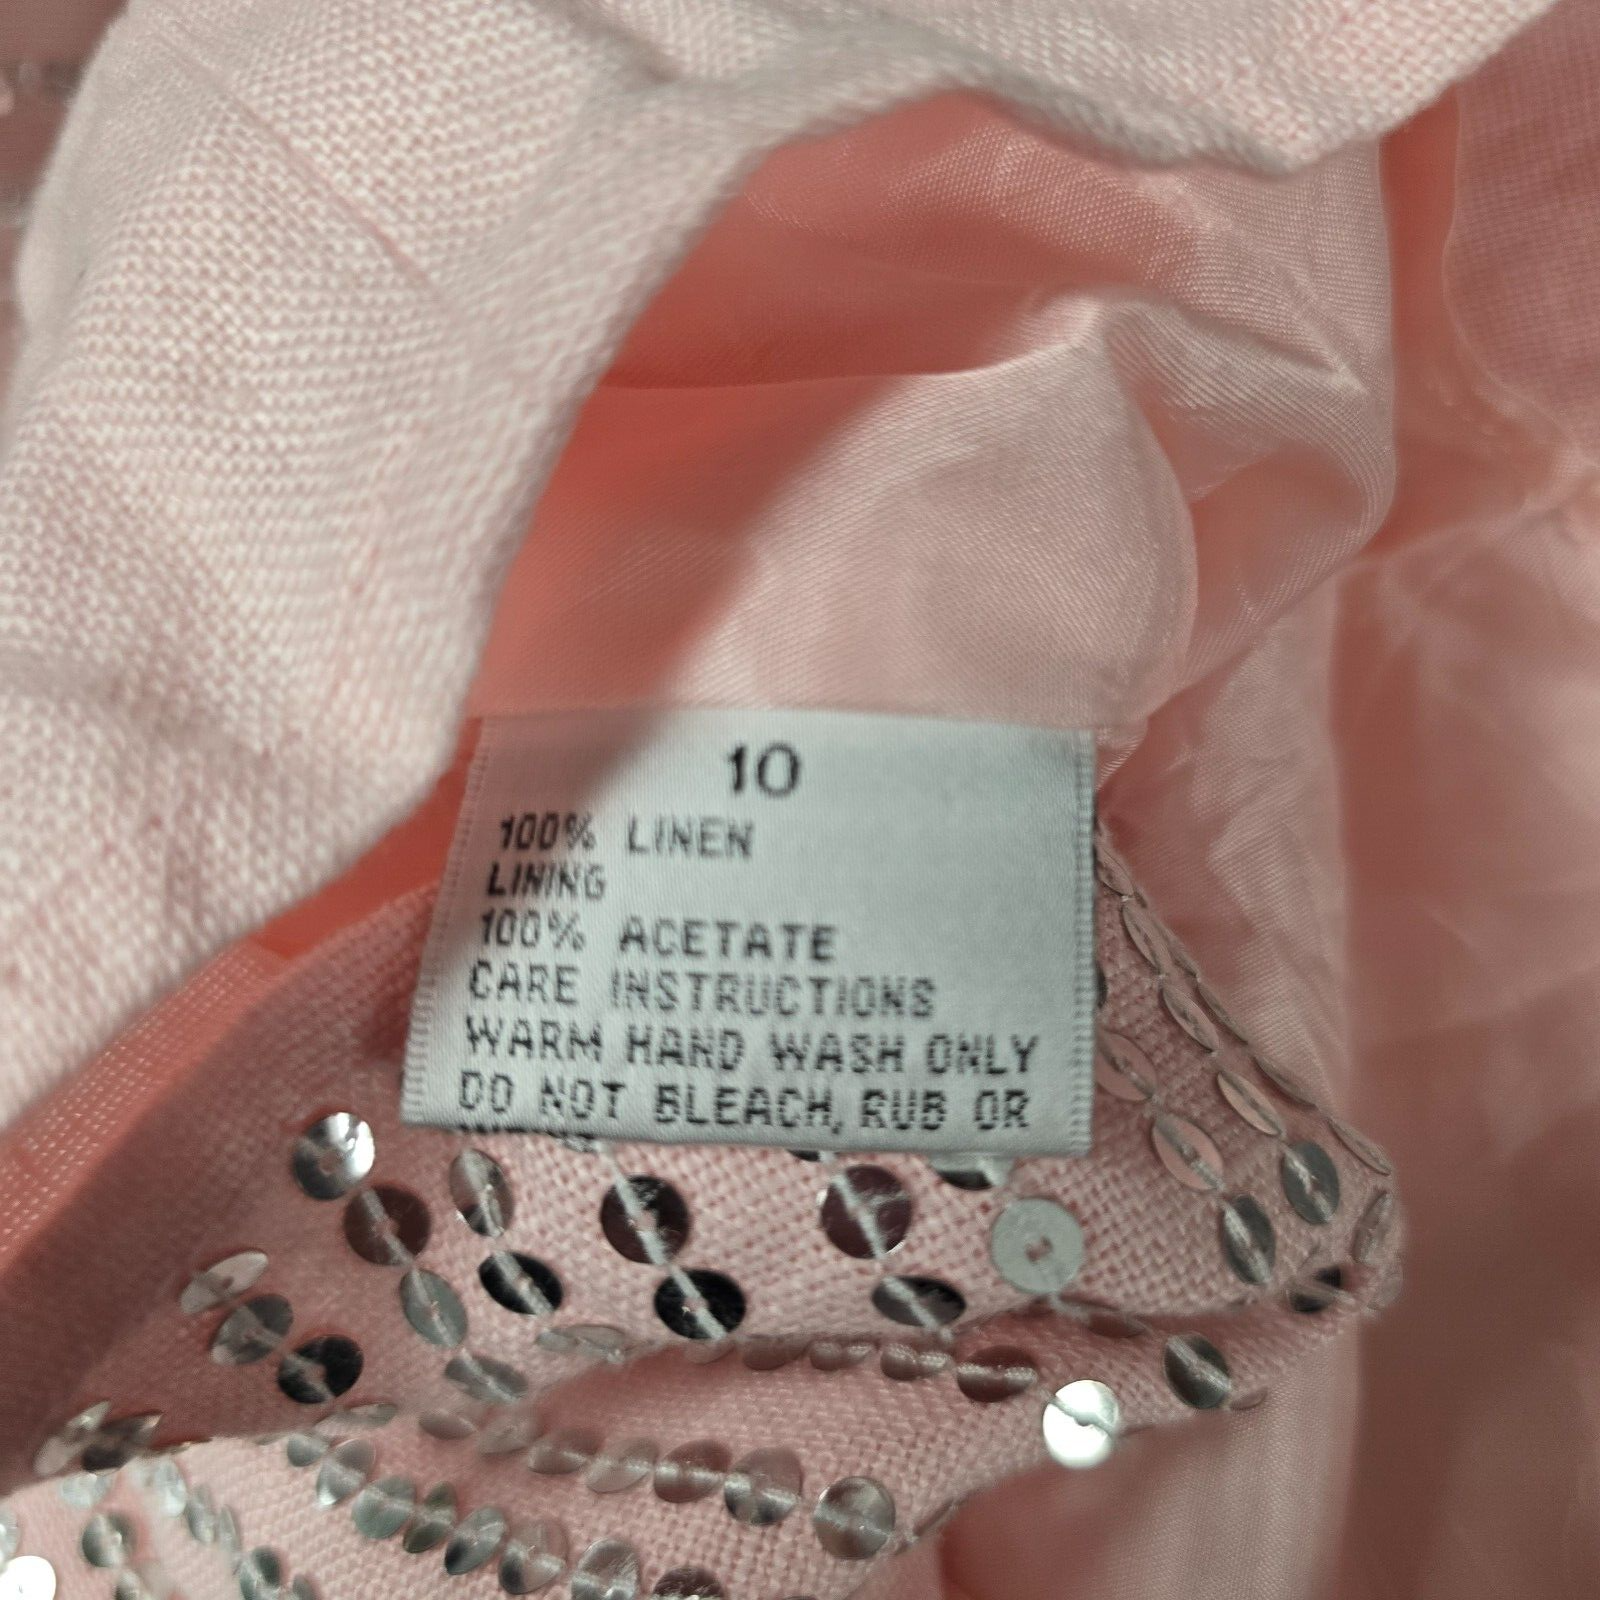 10
100% LINEN
LINING
100% ACETATE
CARE INSTRUCTIONS
WARM HAND WASH ONLY
DO NOT BLEACH, RUB OR